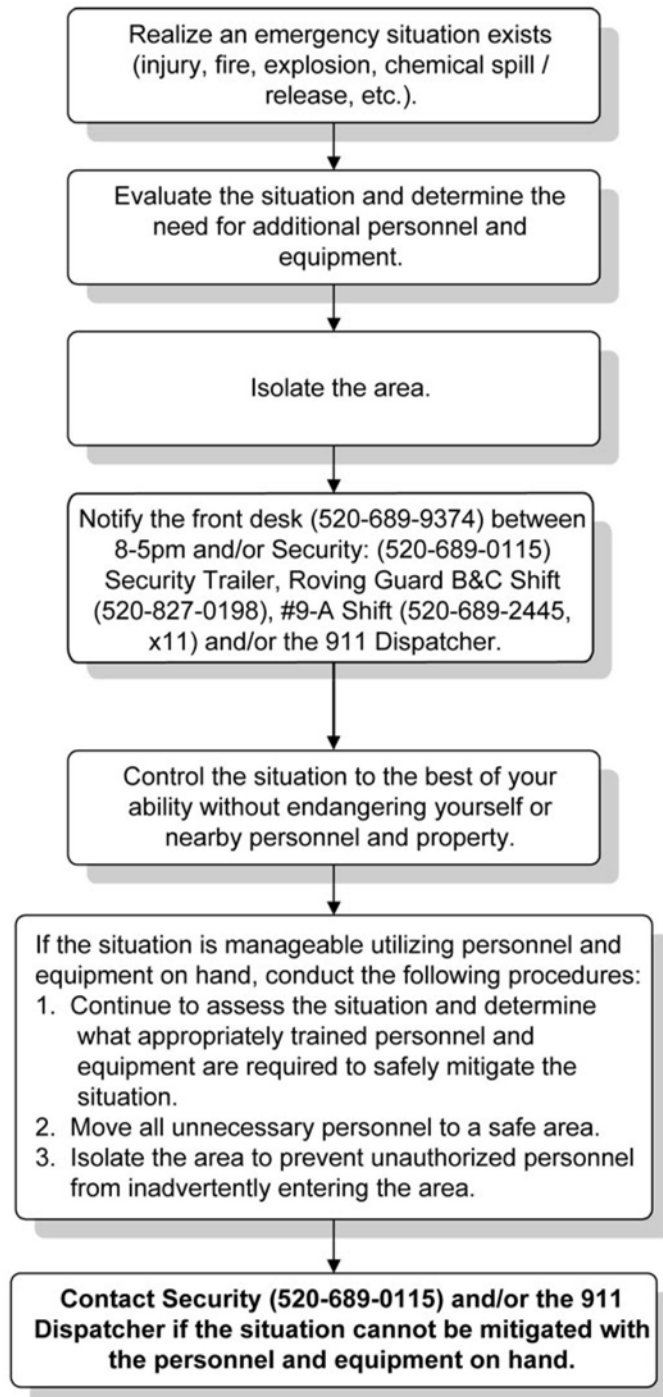 Realize an emergency situation exists
(injury, fire, explosion, chemical spill /
release, etc.).
Evaluate the situation and determine the
need for additional personnel and
equipment.
Isolate the area.
Notify the front desk (520-689-9374) between
8-5pm and/or Security: (520-689-0115)
Security Trailer, Roving Guard B&C Shift
(520-827-0198), #9-A Shift (520-689-2445,
x11) and/or the 911 Dispatcher.
Control the situation to the best of your
ability without endangering yourself or
nearby personnel and property.
If the situation is manageable utilizing personnel and
equipment on hand, conduct the following procedures:
1. Continue to assess the situation and determine
what appropriately trained personnel and
equipment are required to safely mitigate the
situation.
2. Move all unnecessary personnel to a safe area.
3. Isolate the area to prevent unauthorized personnel
from inadvertently entering the area.
Contact Security (520-689-0115) and/or the 911
Dispatcher if the situation cannot be mitigated with
the personnel and equipment on hand.